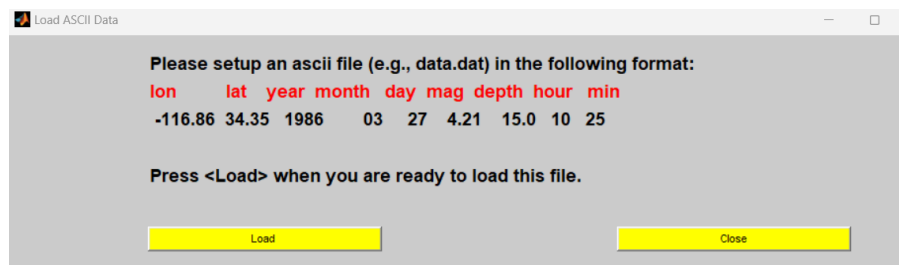 Load ASCII Data
Please setup an ascii file (e.g., data.dat) in the following format:
lon lat year month day mag depth hour min
-116.86 34.35 1986 03 27 4.21 15.0 10 25
Press <Load> when you are ready to load this file.
Load Close